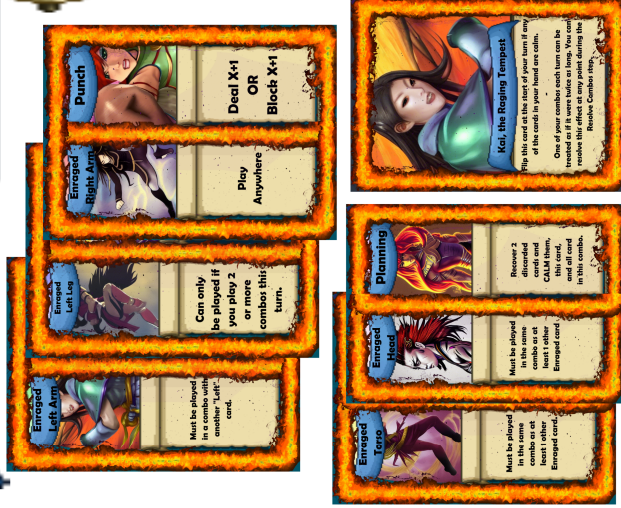 Enraged
Left Arm
Must be played
in a combo with
another "Left"
card.
Enraged
Left Leg
Can only
be played if
you play 2
or more
combos this
turn.
Enraged
Right Arm
Play
Anywhere
Punch
Deal X+1
OR
Block X+1
Enraged
Torso
Must be played
in the same
combo as at
least 1 other
Enraged card.
Enraged
Head
Must be played
in the same
combo as at
least 1 other
Enraged card
Planning
Recover 2
discarded
cards and
CALM them,
this card,
and all card
in this combo.
Kai, the Raging Tempest
Flip this card at the start of your turn if any
of the cards in your hand are calm.
One of your combos each turn can be
treated as if it were twice as long. You can
resolve this effect at any point during the
Resolve Combos step.